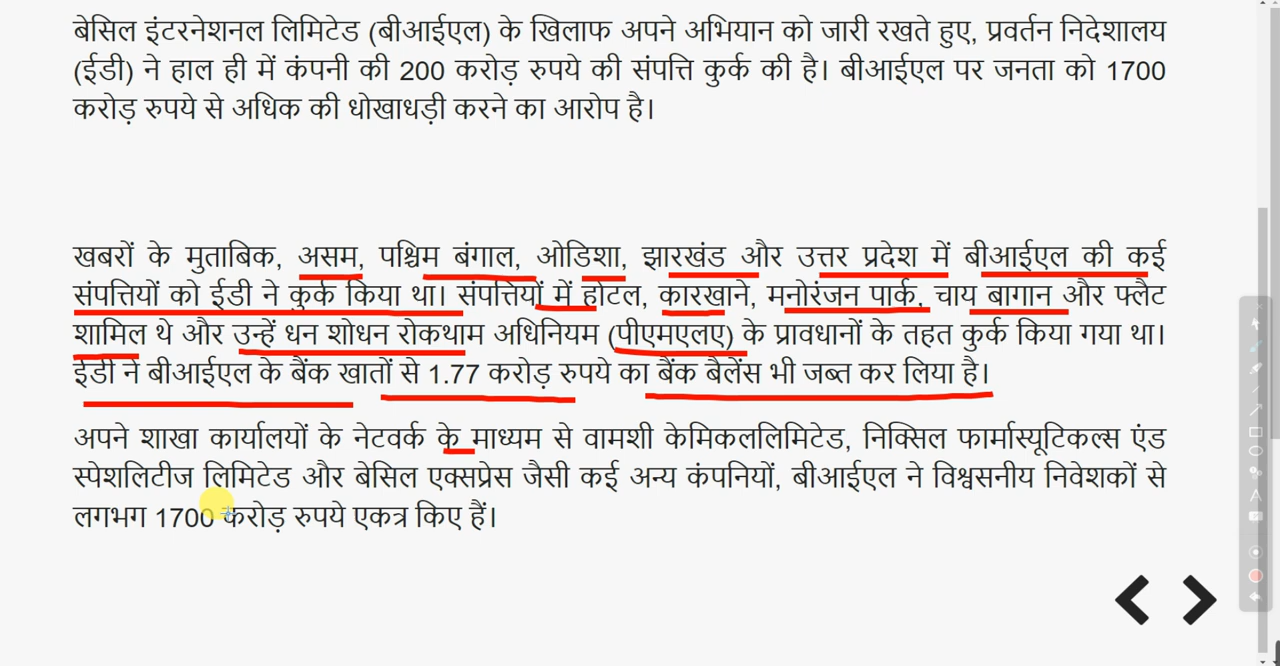 बेसिल इंटरनेशनल लिमिटेड (बीआईएल) के खिलाफ अपने अभियान को जारी रखते हुए, प्रवर्तन निदेशालय
(ईडी) ने हाल ही में कंपनी की 200 करोड़ रुपये की संपत्ति कुर्क की है। बीआईएल पर जनता को 1700
करोड़ रुपये से अधिक की धोखाधड़ी करने का आरोप है।
खबरों के मुताबिक, असम, पश्चिम बंगाल, ओडिशा, झारखंड और उत्तर प्रदेश में बीआईएल की कई
संपत्तियों को ईडी ने कुर्क किया था। संपत्तियों में होटल, कारखाने, मनोरंजन पार्क, चाय बागान और फ्लैट
शामिल थे और उन्हें धन शोधन रोकथाम अधिनियम (पीएमएलए) के प्रावधानों के तहत कुर्क किया गया था।
ईडी ने बीआईएल के बैंक खातों से 1.77 करोड़ रुपये का बैंक बैलेंस भी जब्त कर लिया है।
अपने शाखा कार्यालयों के नेटवर्क के माध्यम से वामशी केमिकललिमिटेड, निक्सिल फार्मास्यूटिकल्स एंड
स्पेशलिटीज लिमिटेड और बेसिल एक्सप्रेस जैसी कई अन्य कंपनियों, बीआईएल ने विश्वसनीय निवेशकों से
लगभग 1700 करोड़ रुपये एकत्र किए हैं।